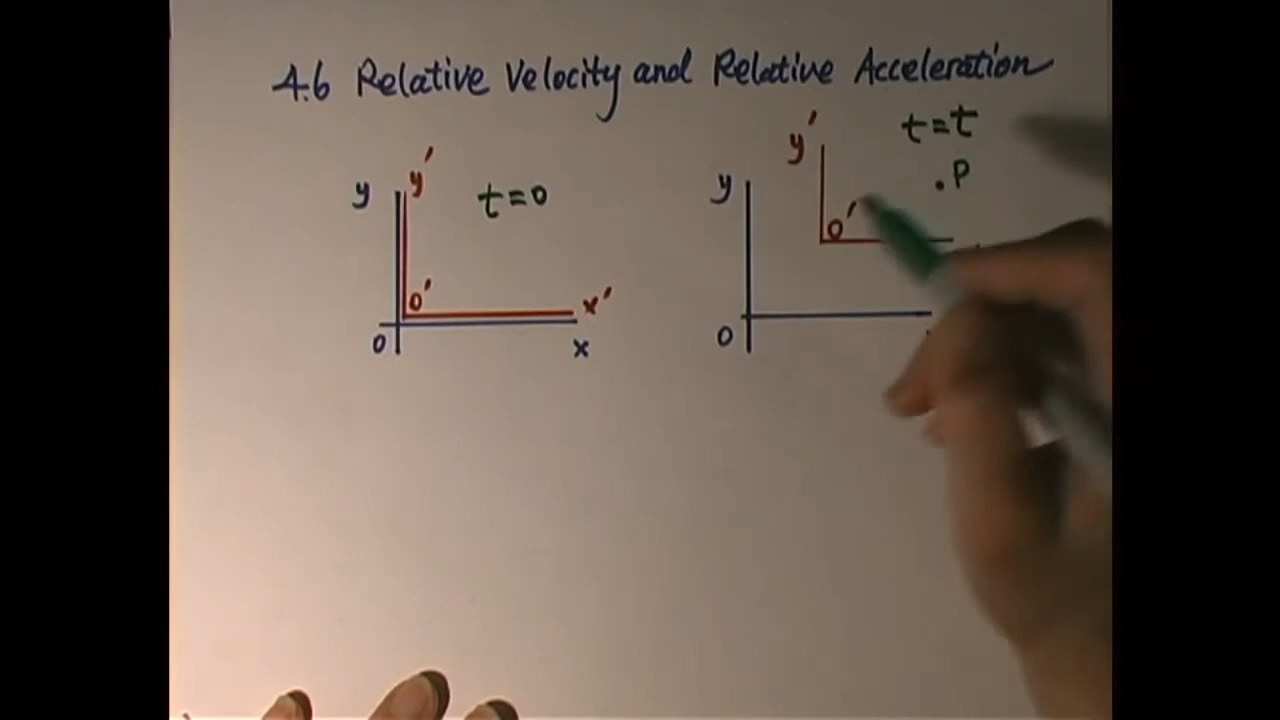 4.6 Relative Velocity and Relative Acceleration
y y' t=0
O' x'
O x
y y' t=t
.P
O'
O